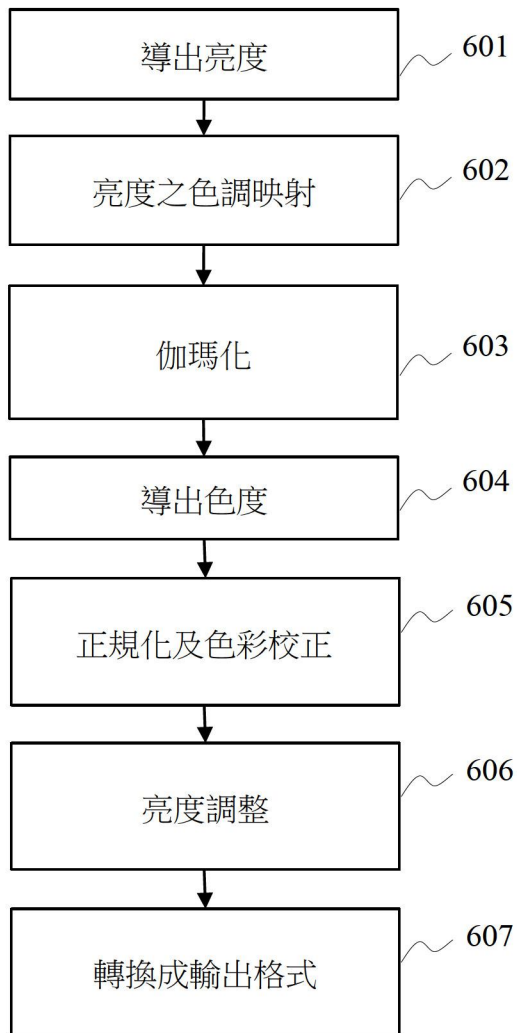 導出亮度
601
亮度之色調映射
602
伽瑪化
603
導出色度
604
正規化及色彩校正
605
亮度調整
606
轉換成輸出格式
607